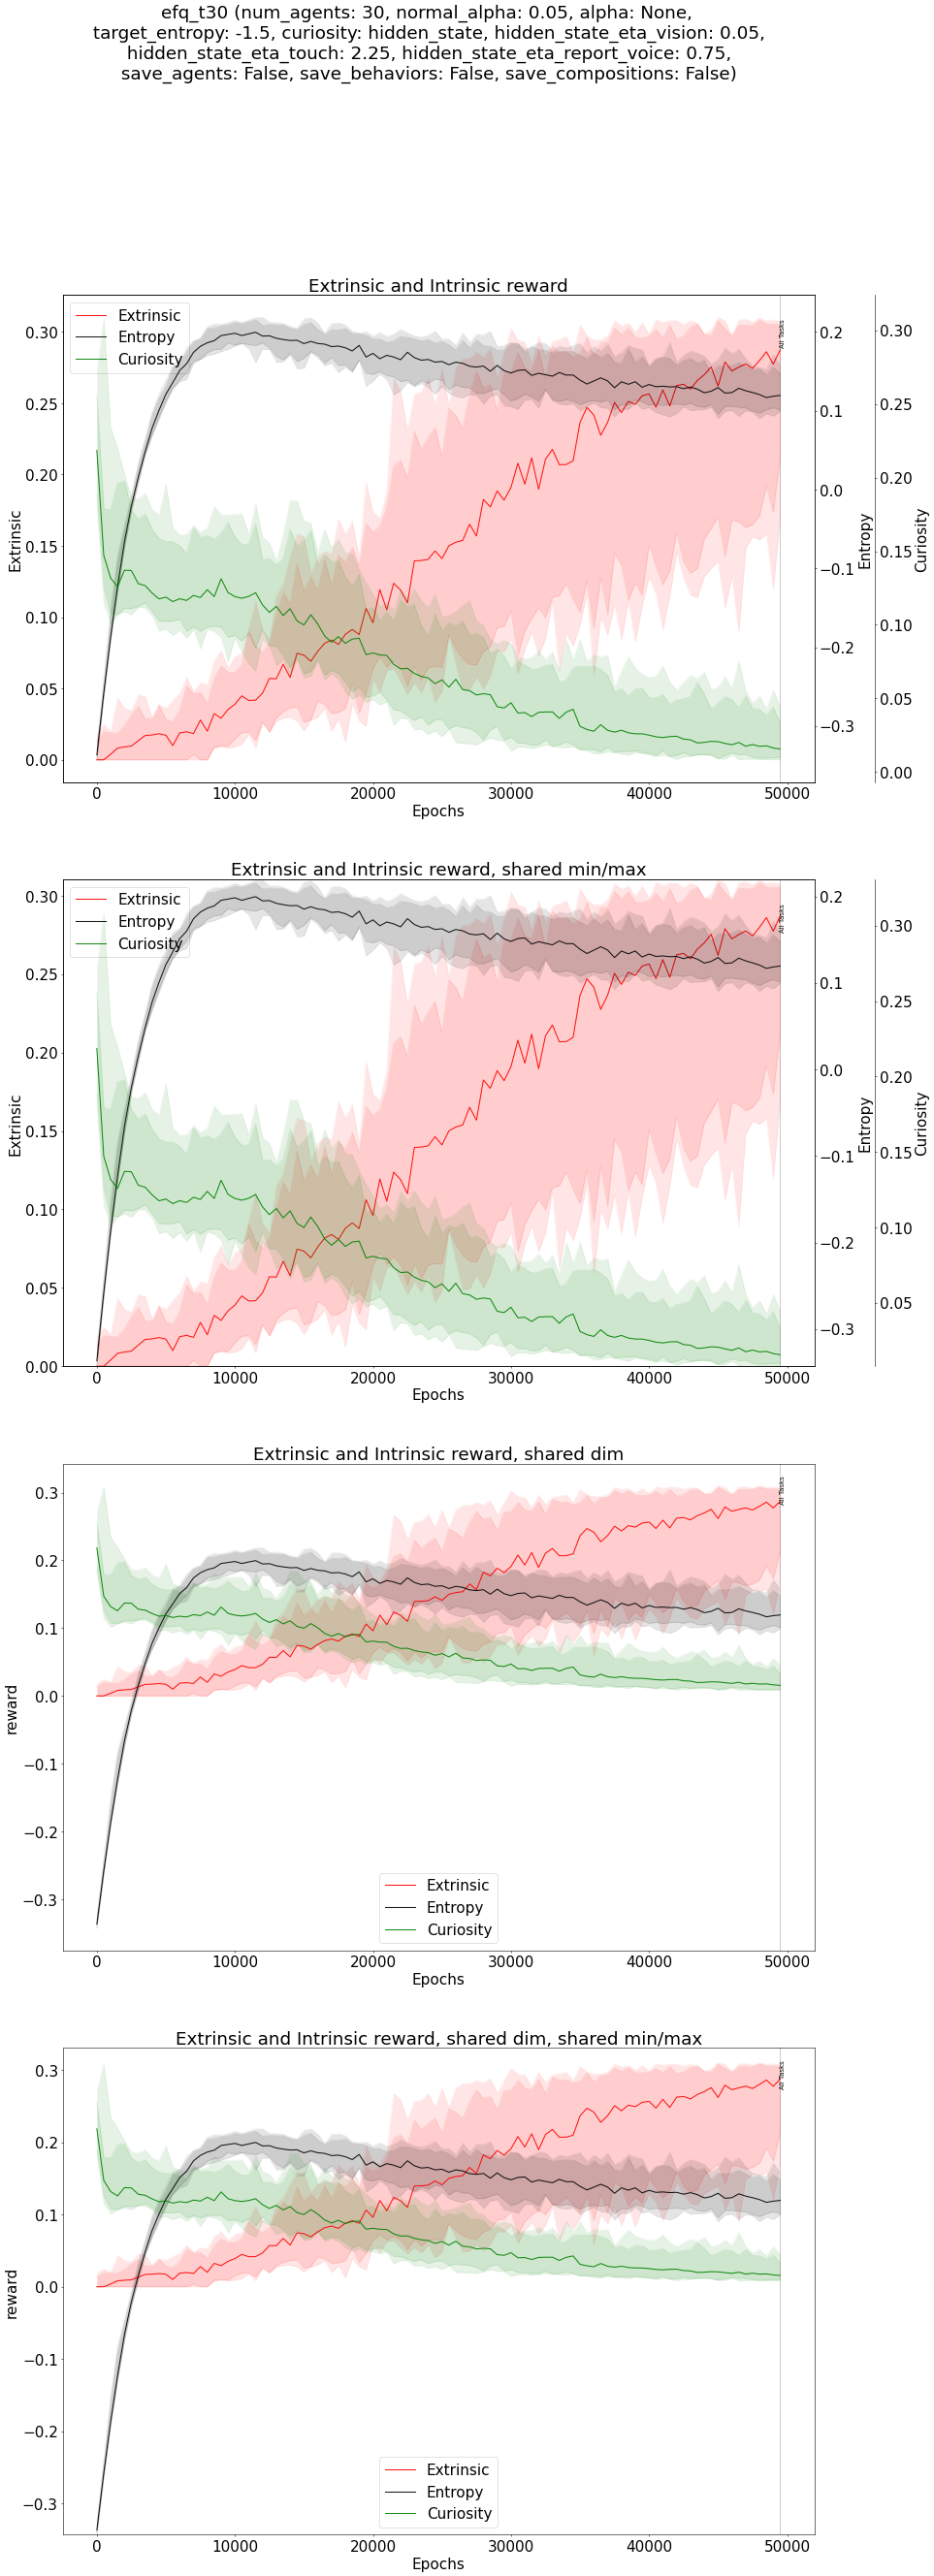 efq_t30 (num_agents: 30, normal_alpha: 0.05, alpha: None,
target_entropy: -1.5, curiosity: hidden_state, hidden_state_eta_vision: 0.05,
hidden_state_eta_touch: 2.25, hidden_state_eta_report_voice: 0.75,
save_agents: False, save_behaviors: False, save_compositions: False)
Extrinsic and Intrinsic reward
Extrinsic
Entropy
Curiosity
All Tasks
0.30
0.25
0.20
0.15
0.10
0.05
0.00
Extrinsic
0.2
0.1
0.0
−0.1
−0.2
−0.3
Entropy
0.30
0.25
0.20
0.15
0.10
0.05
0.00
Curiosity
0 10000 20000 30000 40000 50000
Epochs
Extrinsic and Intrinsic reward, shared min/max
Extrinsic
Entropy
Curiosity
All Tasks
0.30
0.25
0.20
0.15
0.10
0.05
0.00
Extrinsic
0.2
0.1
0.0
−0.1
−0.2
−0.3
Entropy
0.30
0.25
0.20
0.15
0.10
0.05
Curiosity
0 10000 20000 30000 40000 50000
Epochs
Extrinsic and Intrinsic reward, shared dim
All Tasks
0.3
0.2
0.1
0.0
−0.1
−0.2
−0.3
reward
Extrinsic
Entropy
Curiosity
0 10000 20000 30000 40000 50000
Epochs
Extrinsic and Intrinsic reward, shared dim, shared min/max
All Tasks
0.3
0.2
0.1
0.0
−0.1
−0.2
−0.3
reward
Extrinsic
Entropy
Curiosity
0 10000 20000 30000 40000 50000
Epochs